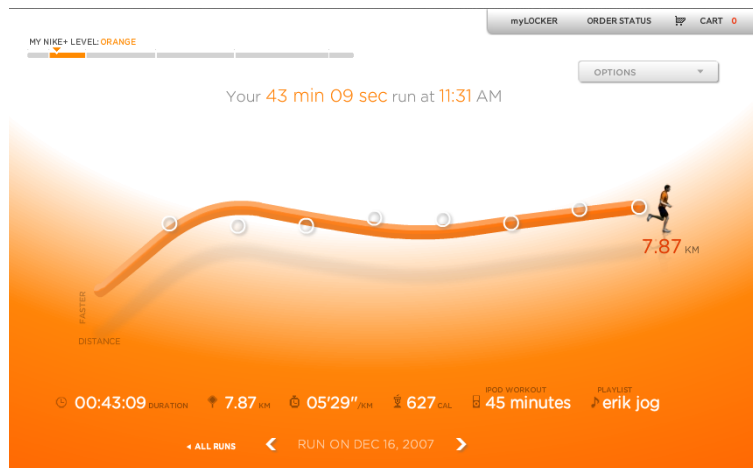 myLOCKER ORDER STATUS CART 0
MY NIKE+ LEVEL: ORANGE
OPTIONS
Your 43 min 09 sec run at 11:31 AM
7.87 KM
FASTER
DISTANCE
IPOD WORKOUT PLAYLIST
00:43:09 DURATION 7.87 KM 05'29"/KM 627 CAL 45 minutes erik jog
ALL RUNS RUN ON DEC 16, 2007